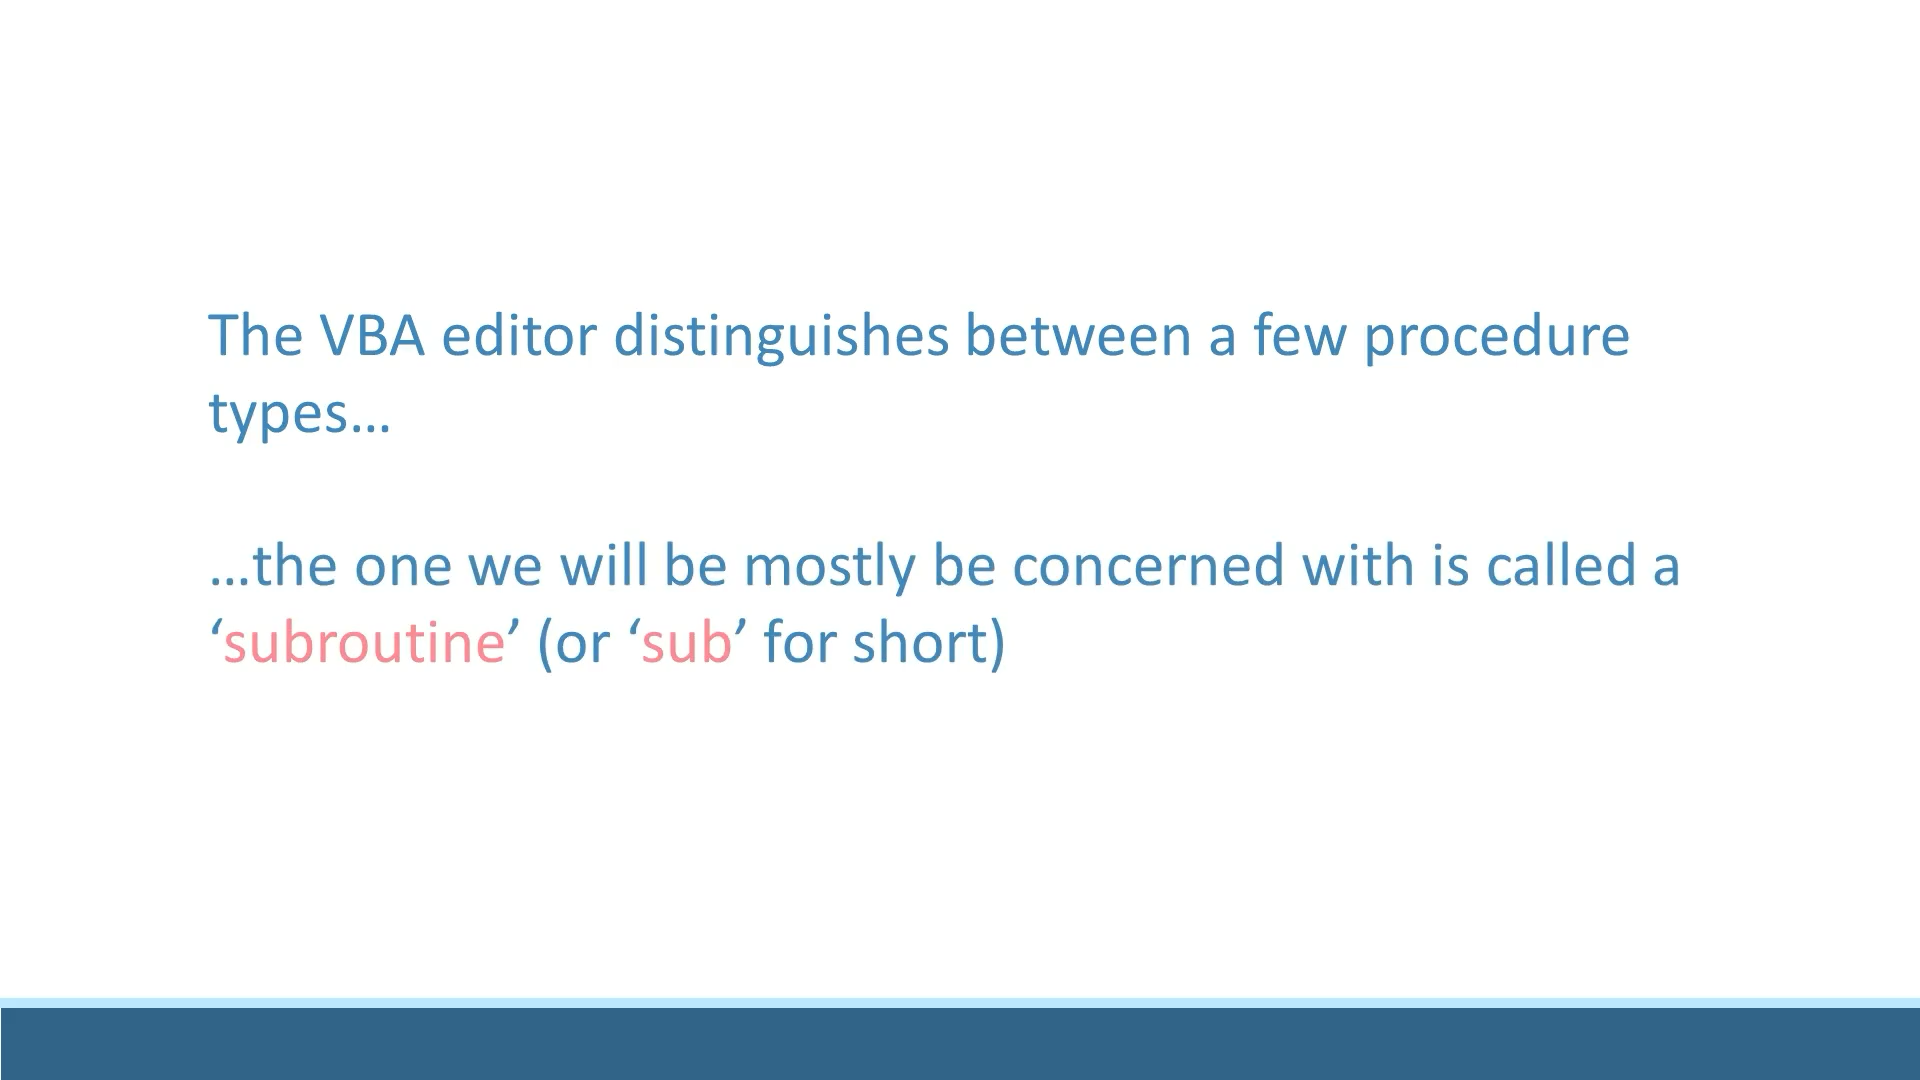 The VBA editor distinguishes between a few procedure
types…
…the one we will be mostly be concerned with is called a
‘subroutine’ (or ‘sub’ for short)